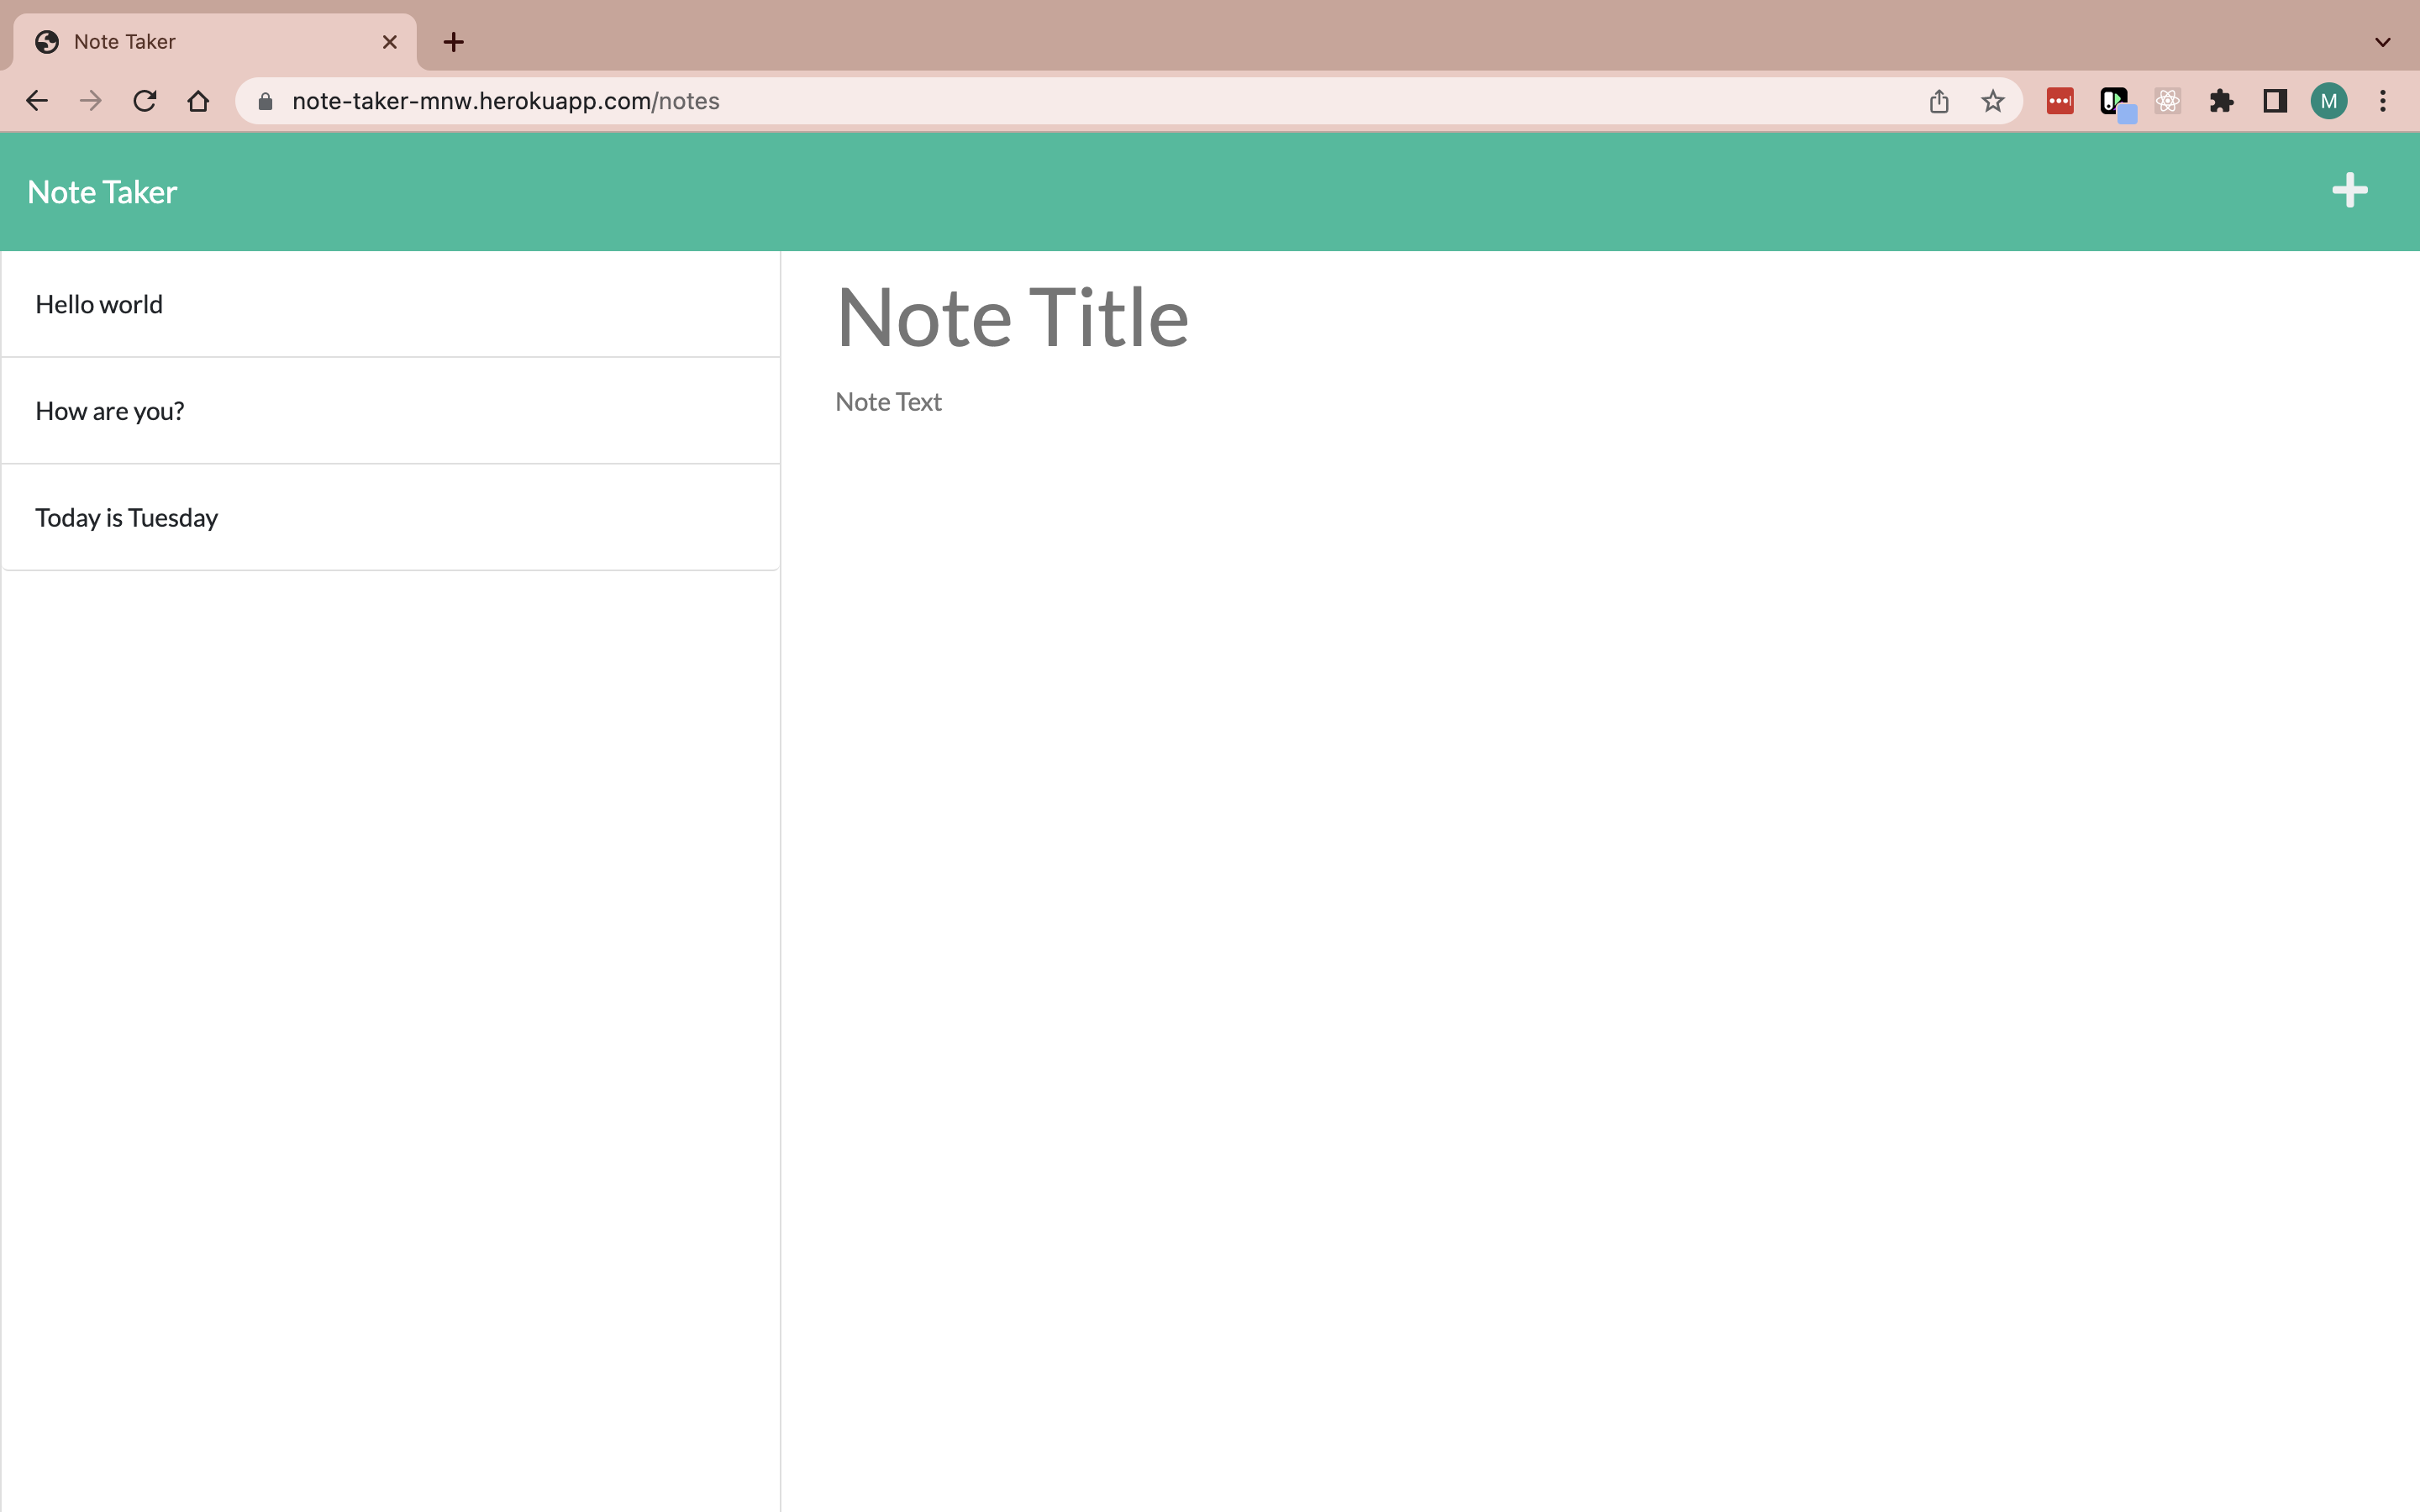 Note Taker
note-taker-mnw.herokuapp.com/notes
M
Note Taker
Hello world
How are you?
Today is Tuesday
Note Title
Note Text